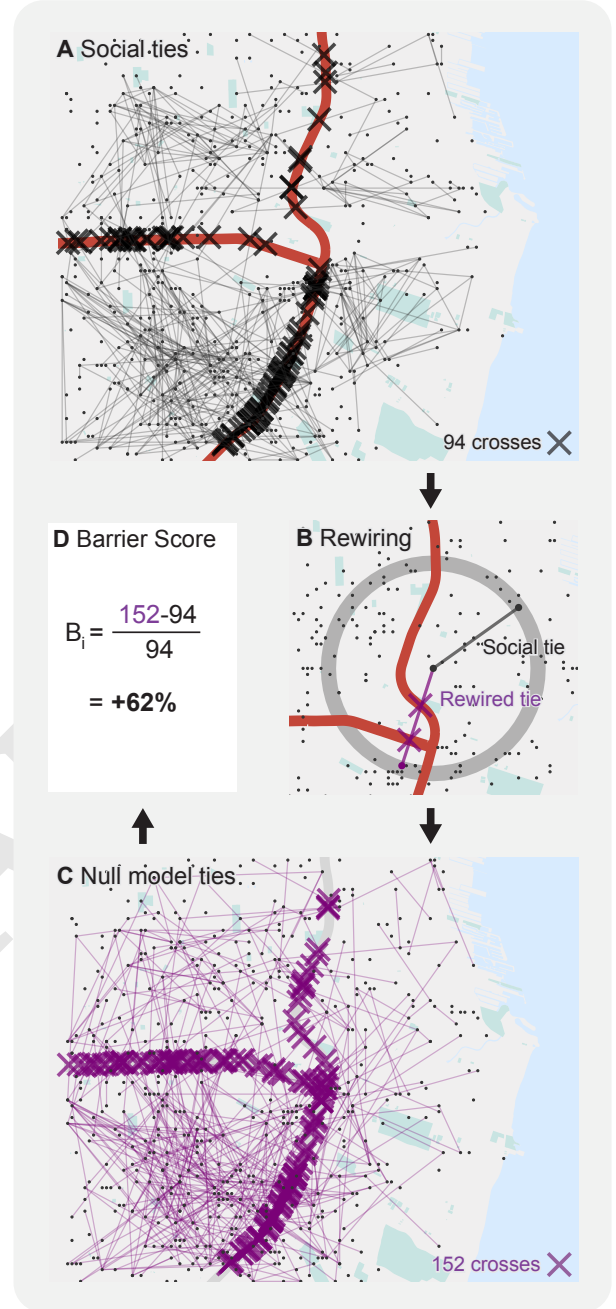 A Social ties
94 crosses
B Rewiring
Social tie
Rewired tie
C Null model ties
152 crosses
D Barrier Score
Bi = 152-94
94
= +62%